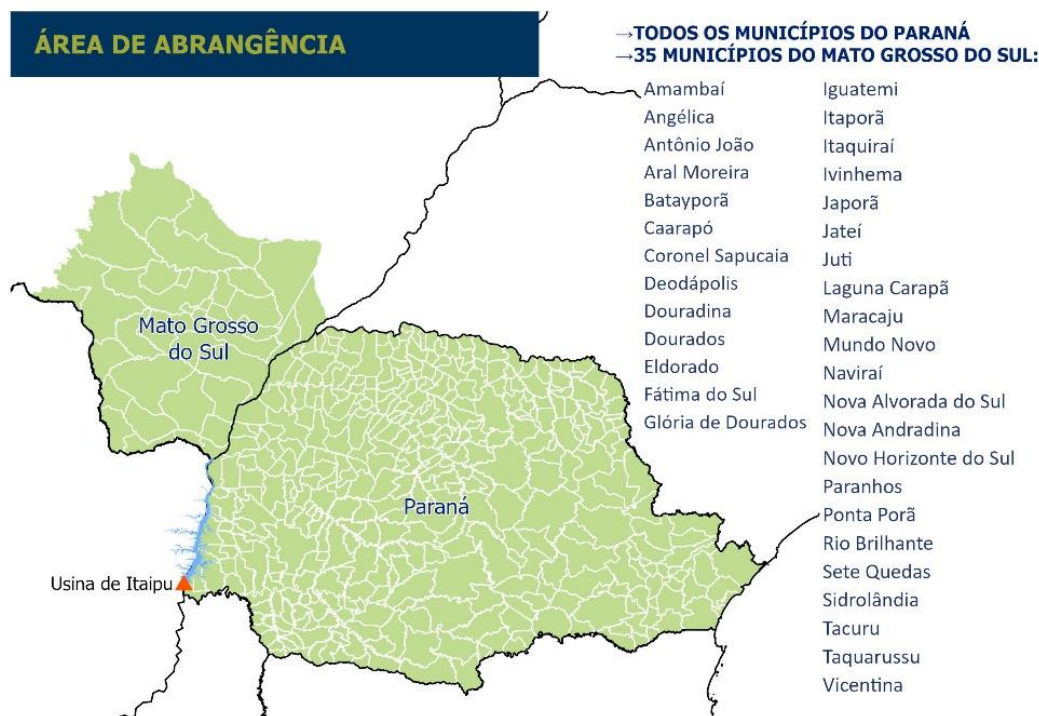 ÁREA DE ABRANGÊNCIA
→TODOS OS MUNICÍPIOS DO PARANÁ
→35 MUNICÍPIOS DO MATO GROSSO DO SUL:
Amambaí
Angélica
Antônio João
Aral Moreira
Batayporã
Caarapó
Coronel Sapucaia
Deodápolis
Douradina
Dourados
Eldorado
Fátima do Sul
Glória de Dourados
Iguatemi
Itaporã
Itaquiraí
Ivinhema
Japorã
Jateí
Juti
Laguna Carapã
Maracaju
Mundo Novo
Naviraí
Nova Alvorada do Sul
Nova Andradina
Novo Horizonte do Sul
Paranhos
Ponta Porã
Rio Brilhante
Sete Quedas
Sidrolândia
Tacuru
Taquarussu
Vicentina
Mato Grosso
do Sul
Paraná
Usina de Itaipu